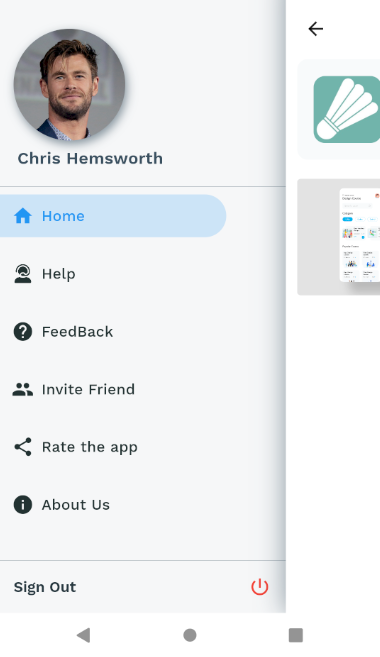 Chris Hemsworth
Home
Help
FeedBack
Invite Friend
Rate the app
About Us
Sign Out